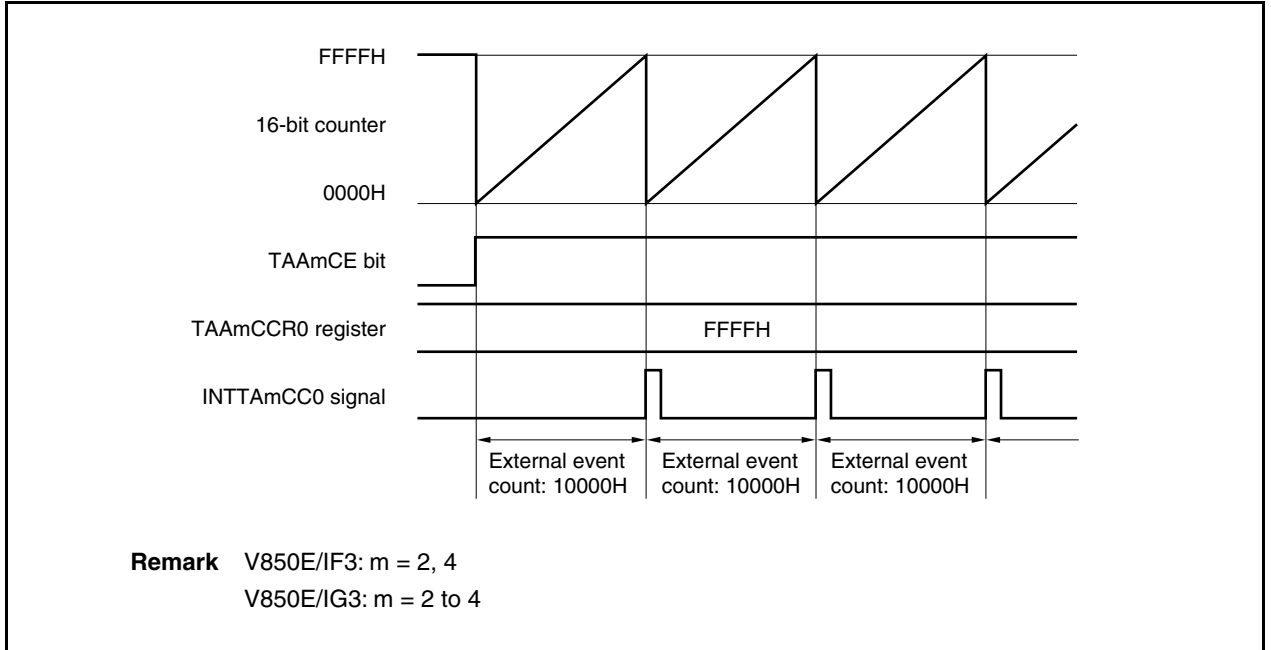 FFFFH
16-bit counter
0000H
TAAmCE bit
TAAmCCR0 register
FFFFH
INTTAmCC0 signal
External event
count: 10000H
External event
count: 10000H
External event
count: 10000H
Remark V850E/IF3: m = 2, 4
V850E/IG3: m = 2 to 4